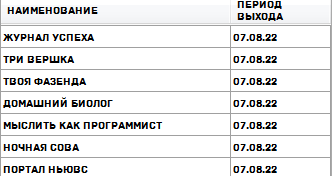 НАИМЕНОВАНИЕ ПЕРИОД ВЫХОДА
ЖУРНАЛ УСПЕХА 07.08.22
ТРИ ВЕРШКА 07.08.22
ТВОЯ ФАЗЕНДА 07.08.22
ДОМАШНИЙ БИОЛОГ 07.08.22
МЫСЛИТЬ КАК ПРОГРАММИСТ 07.08.22
НОЧНАЯ СОВА 07.08.22
ПОРТАЛ НЬЮВС 07.08.22